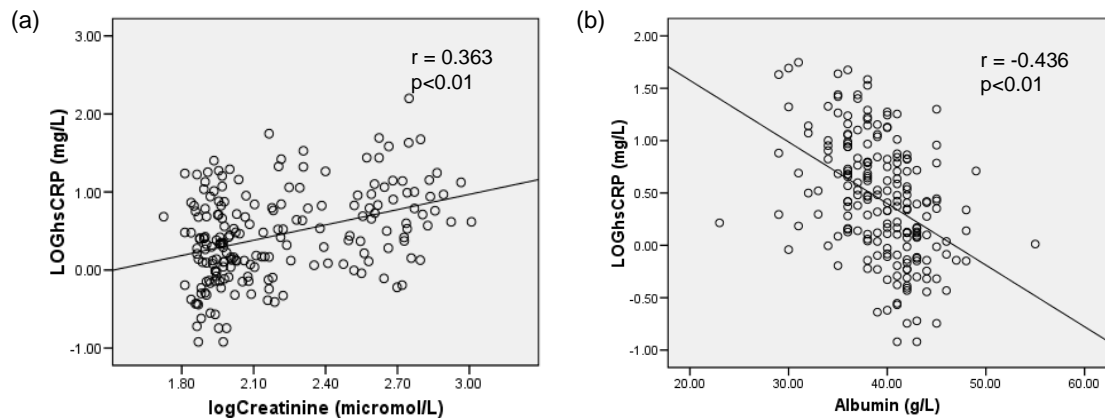 (a)
r = 0.363
p<0.01
LOGhsCRP (mg/L)
3.00
2.00
1.00
0.00
-1.00
1.80 2.10 2.40 2.70 3.00
logCreatinine (micromol/L)
(b)
r = -0.436
p<0.01
LOGhsCRP (mg/L)
2.00
1.50
1.00
0.50
0.00
-0.50
-1.00
20.00 30.00 40.00 50.00 60.00
Albumin (g/L)